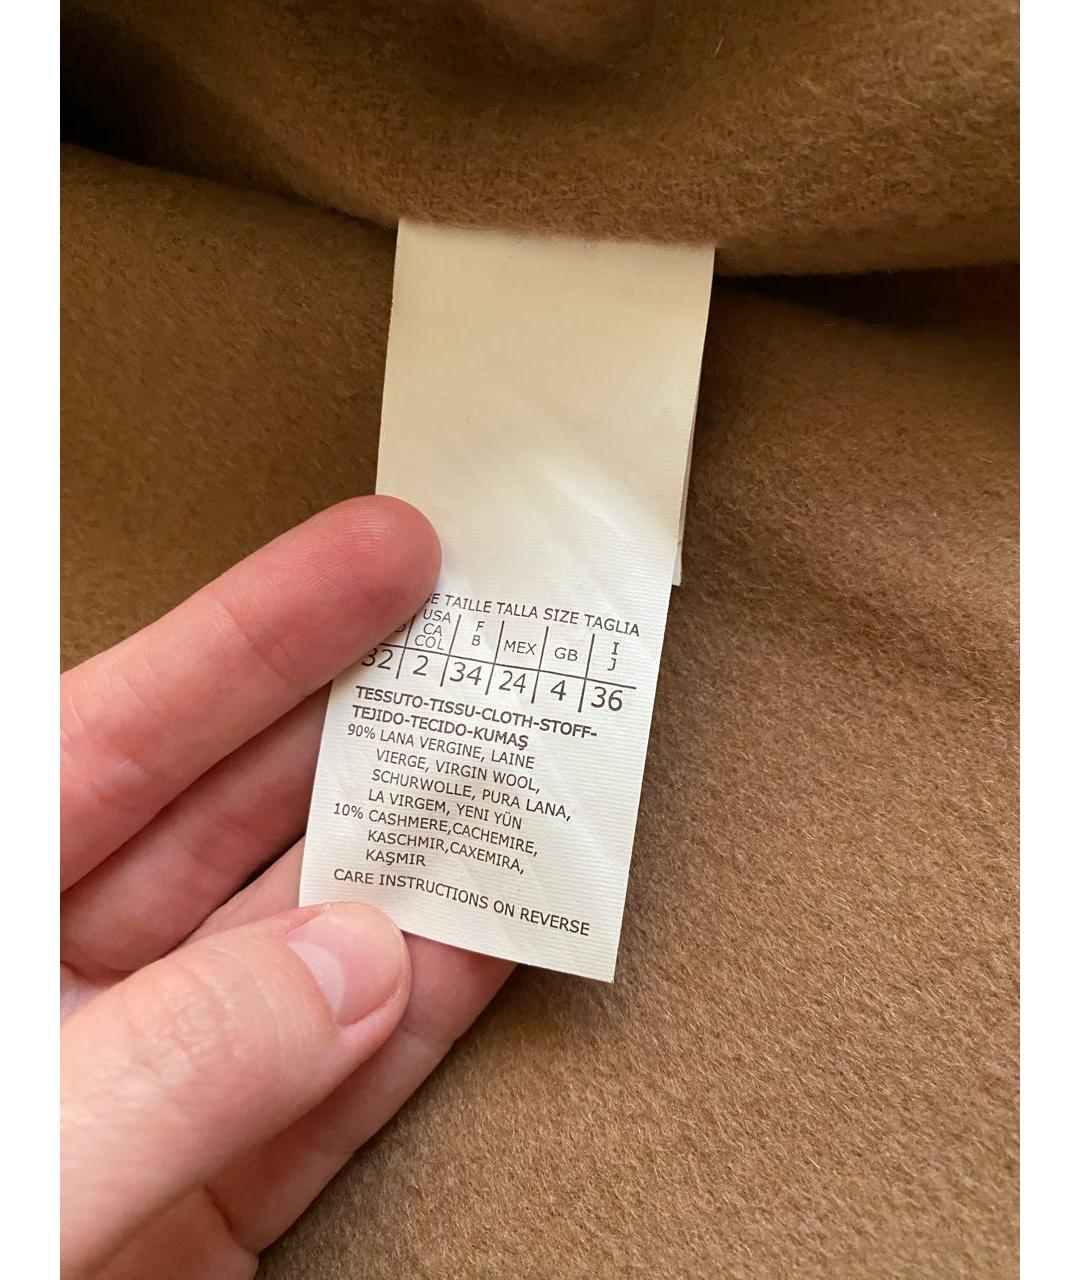 TAILLE TALLA SIZE TAGLIA
USA F I
CA B MEX GB J
COL
32 2 34 24 4 36
TESSUTO-TISSU-CLOTH-STOFF-
TEJIDO-TECIDO-KUMAŞ
90% LANA VERGINE, LAINE
VIERGE, VIRGIN WOOL,
SCHURWOLLE, PURA LANA,
LA VIRGEM, YENI YÜN
10% CASHMERE,CACHEMIRE,
KASCHMIR,CAXEMIRA,
KAŞMIR
CARE INSTRUCTIONS ON REVERSE